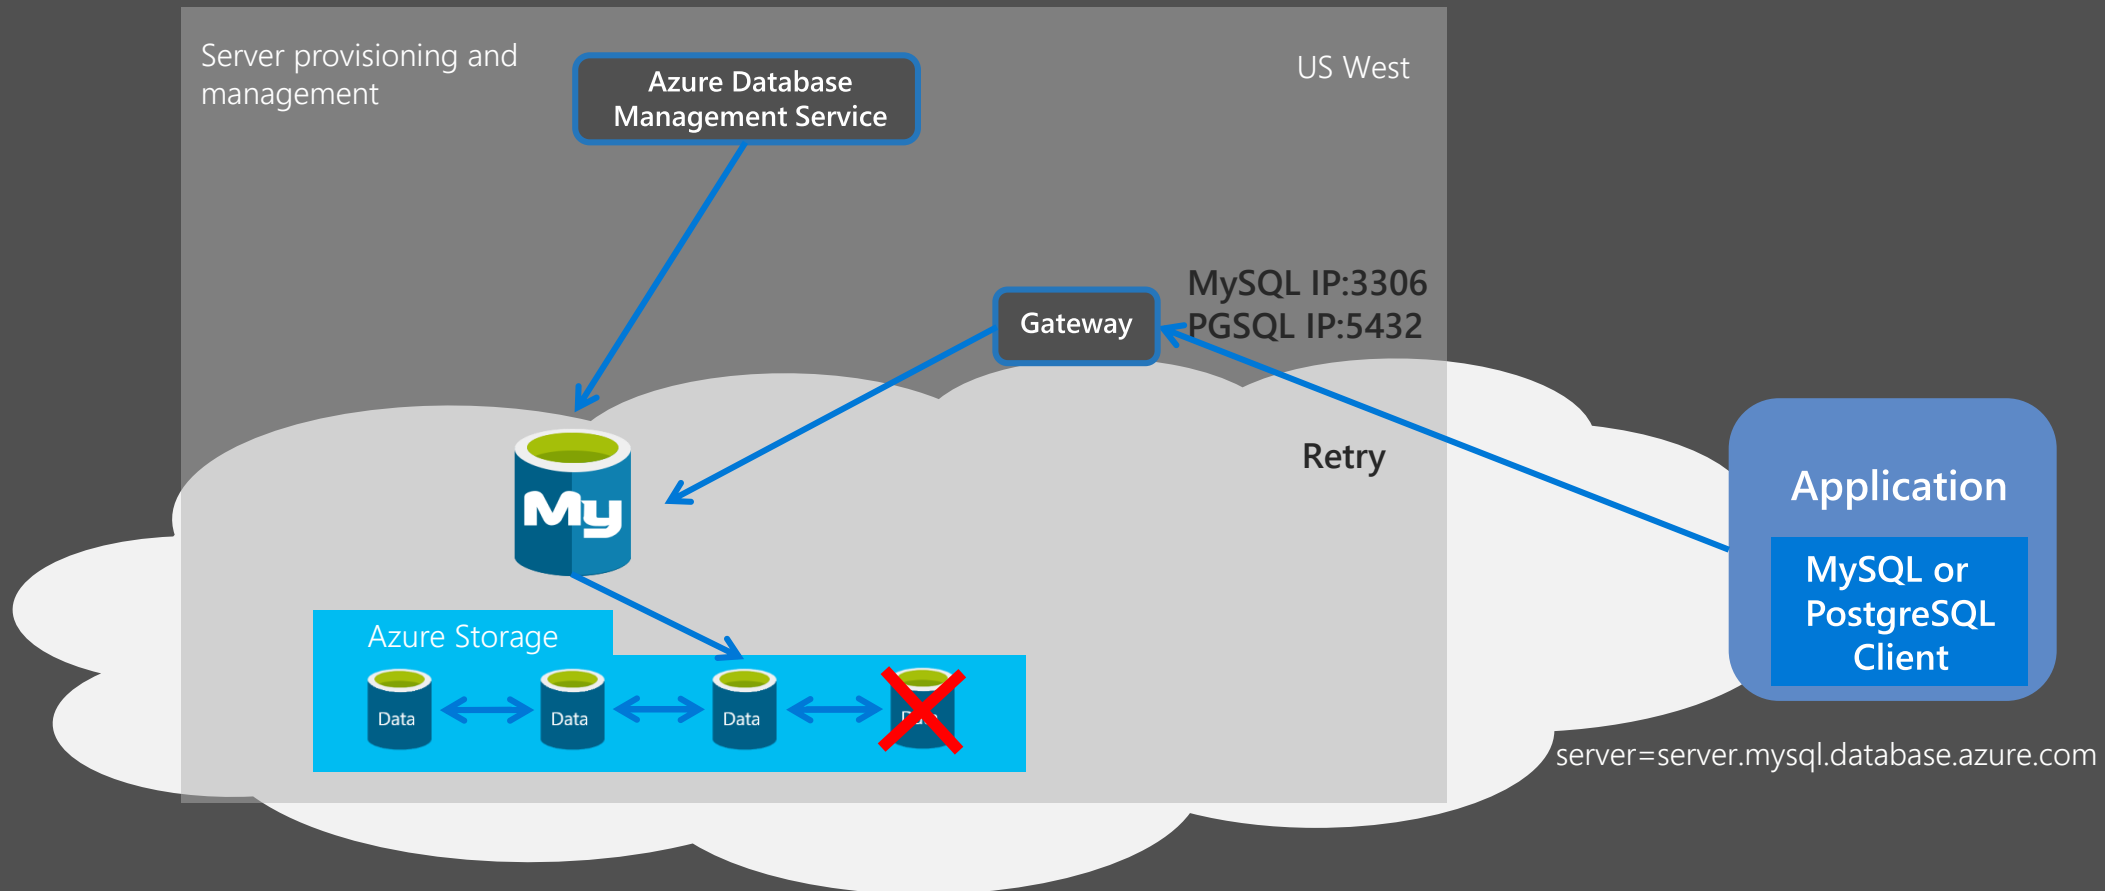 Server provisioning and
management
Azure Database
Management Service
US West
MySQL IP:3306
PGSQL IP:5432
Gateway
Retry
My
Application
MySQL or
PostgreSQL
Client
Azure Storage
Data
Data
Data
Data
server=server.mysql.database.azure.com